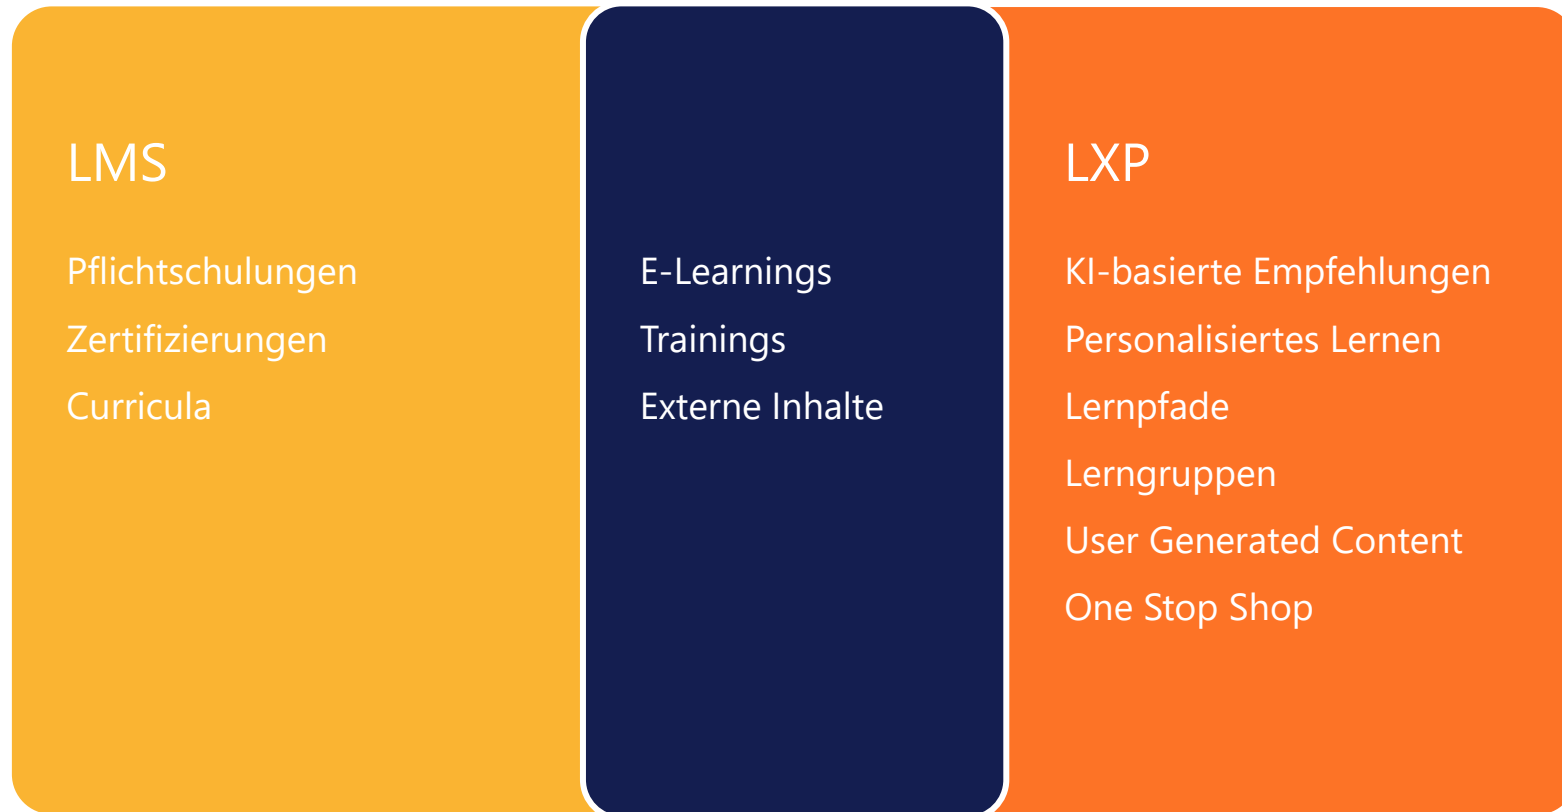 LMS
Pflichtschulungen
Zertifizierungen
Curricula
E-Learnings
Trainings
Externe Inhalte
LXP
KI-basierte Empfehlungen
Personalisiertes Lernen
Lernpfade
Lerngruppen
User Generated Content
One Stop Shop